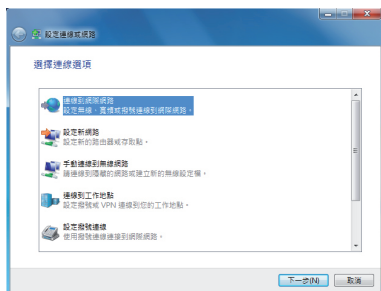 設定連線或網路
選擇連線選項
連線到網際網路
設定無線、寬頻或撥號連線到網際網路。
設定新網路
設定新的路由器或存取點。
手動連線到無線網路
請連線到隱藏的網路或建立新的無線設定檔。
連線到工作地點
設定撥號或 VPN 連線到您的工作地點。
設定撥號連線
使用撥號連線連接到網際網路。
下一步(N)
取消